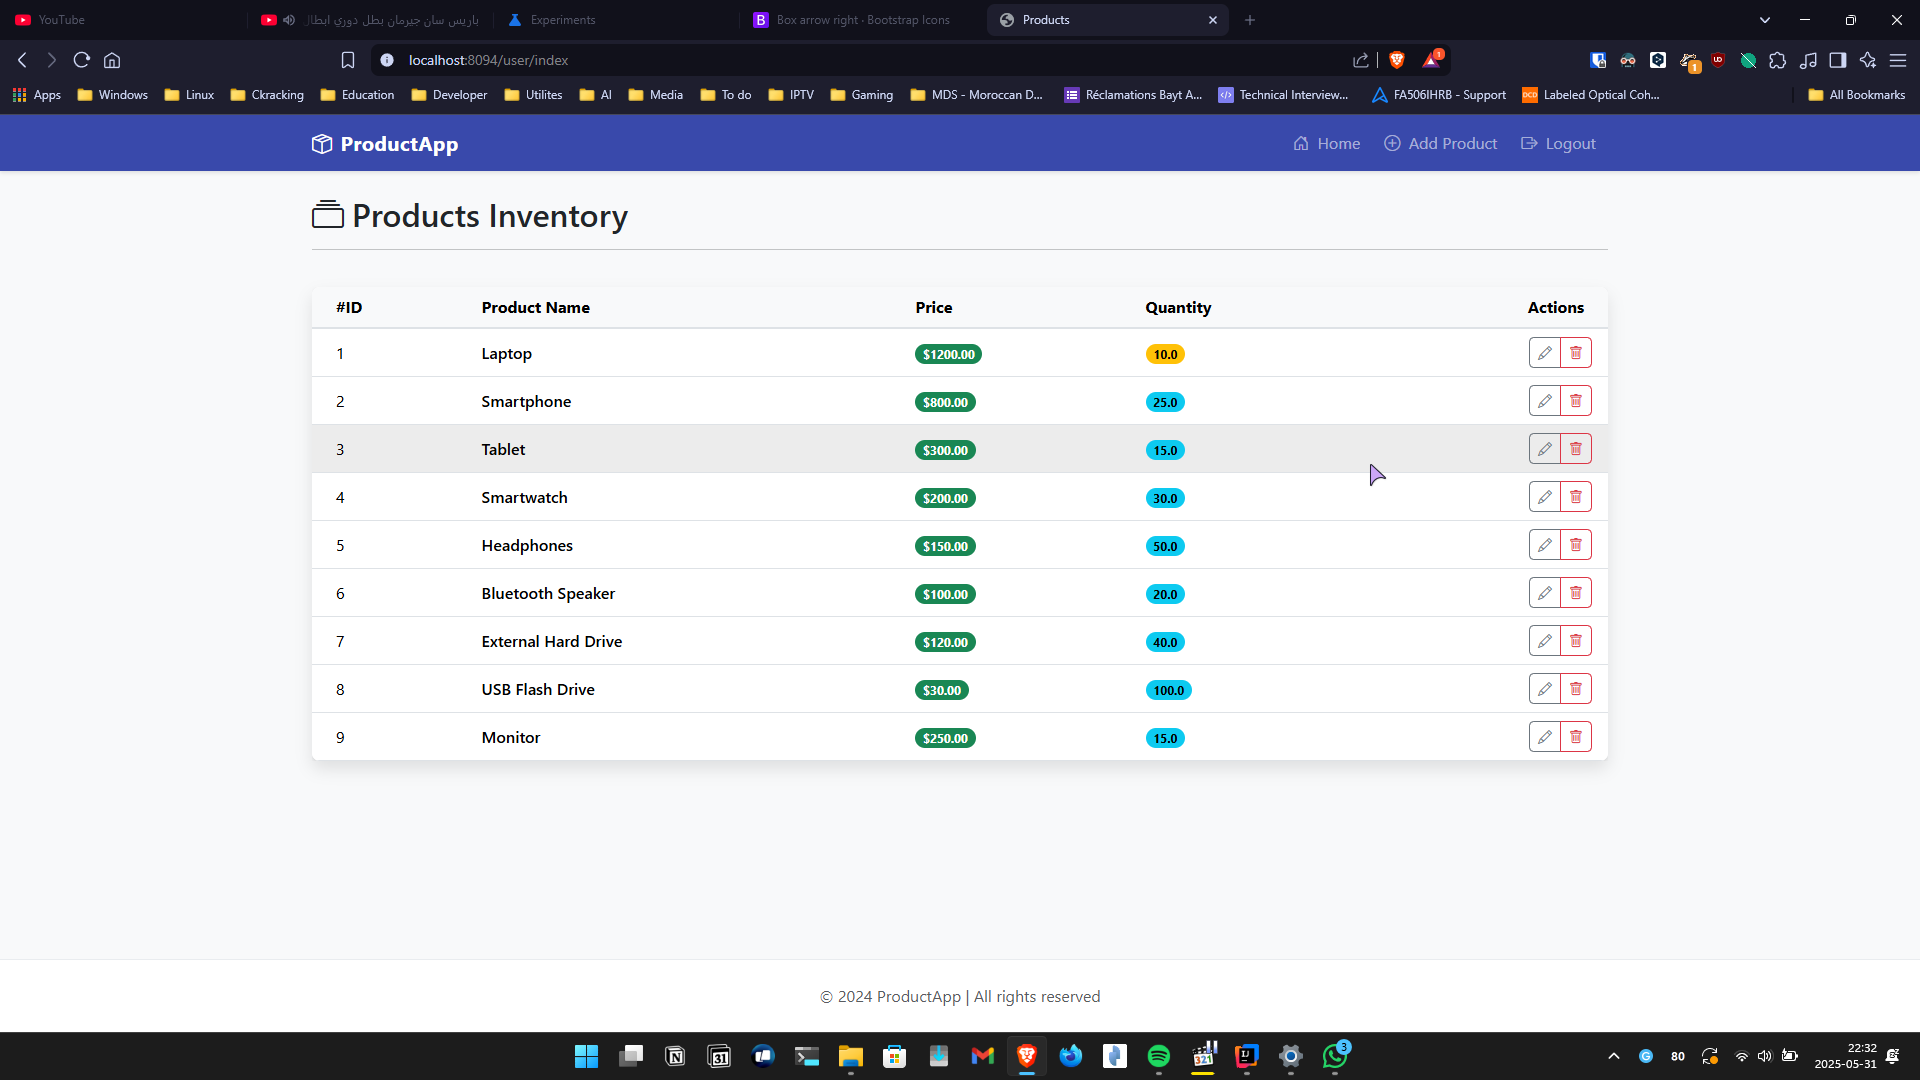 YouTube
باريس سان جيرمان بطل دوري ابطال
Experiments
Box arrow right · Bootstrap Icons
Products
localhost:8094/user/index
1
1
Apps
Windows
Linux
Ckracking
Education
Developer
Utilites
AI
Media
To do
IPTV
Gaming
MDS - Moroccan D...
Réclamations Bayt A...
Technical Interview...
FA506IHRB - Support
Labeled Optical Coh...
All Bookmarks
ProductApp
Home
Add Product
Logout
Products Inventory
#ID Product Name Price Quantity Actions
1 Laptop $1200.00 10.0
2 Smartphone $800.00 25.0
3 Tablet $300.00 15.0
4 Smartwatch $200.00 30.0
5 Headphones $150.00 50.0
6 Bluetooth Speaker $100.00 20.0
7 External Hard Drive $120.00 40.0
8 USB Flash Drive $30.00 100.0
9 Monitor $250.00 15.0
© 2024 ProductApp | All rights reserved
31
321
3
80
22:32
2025-05-31